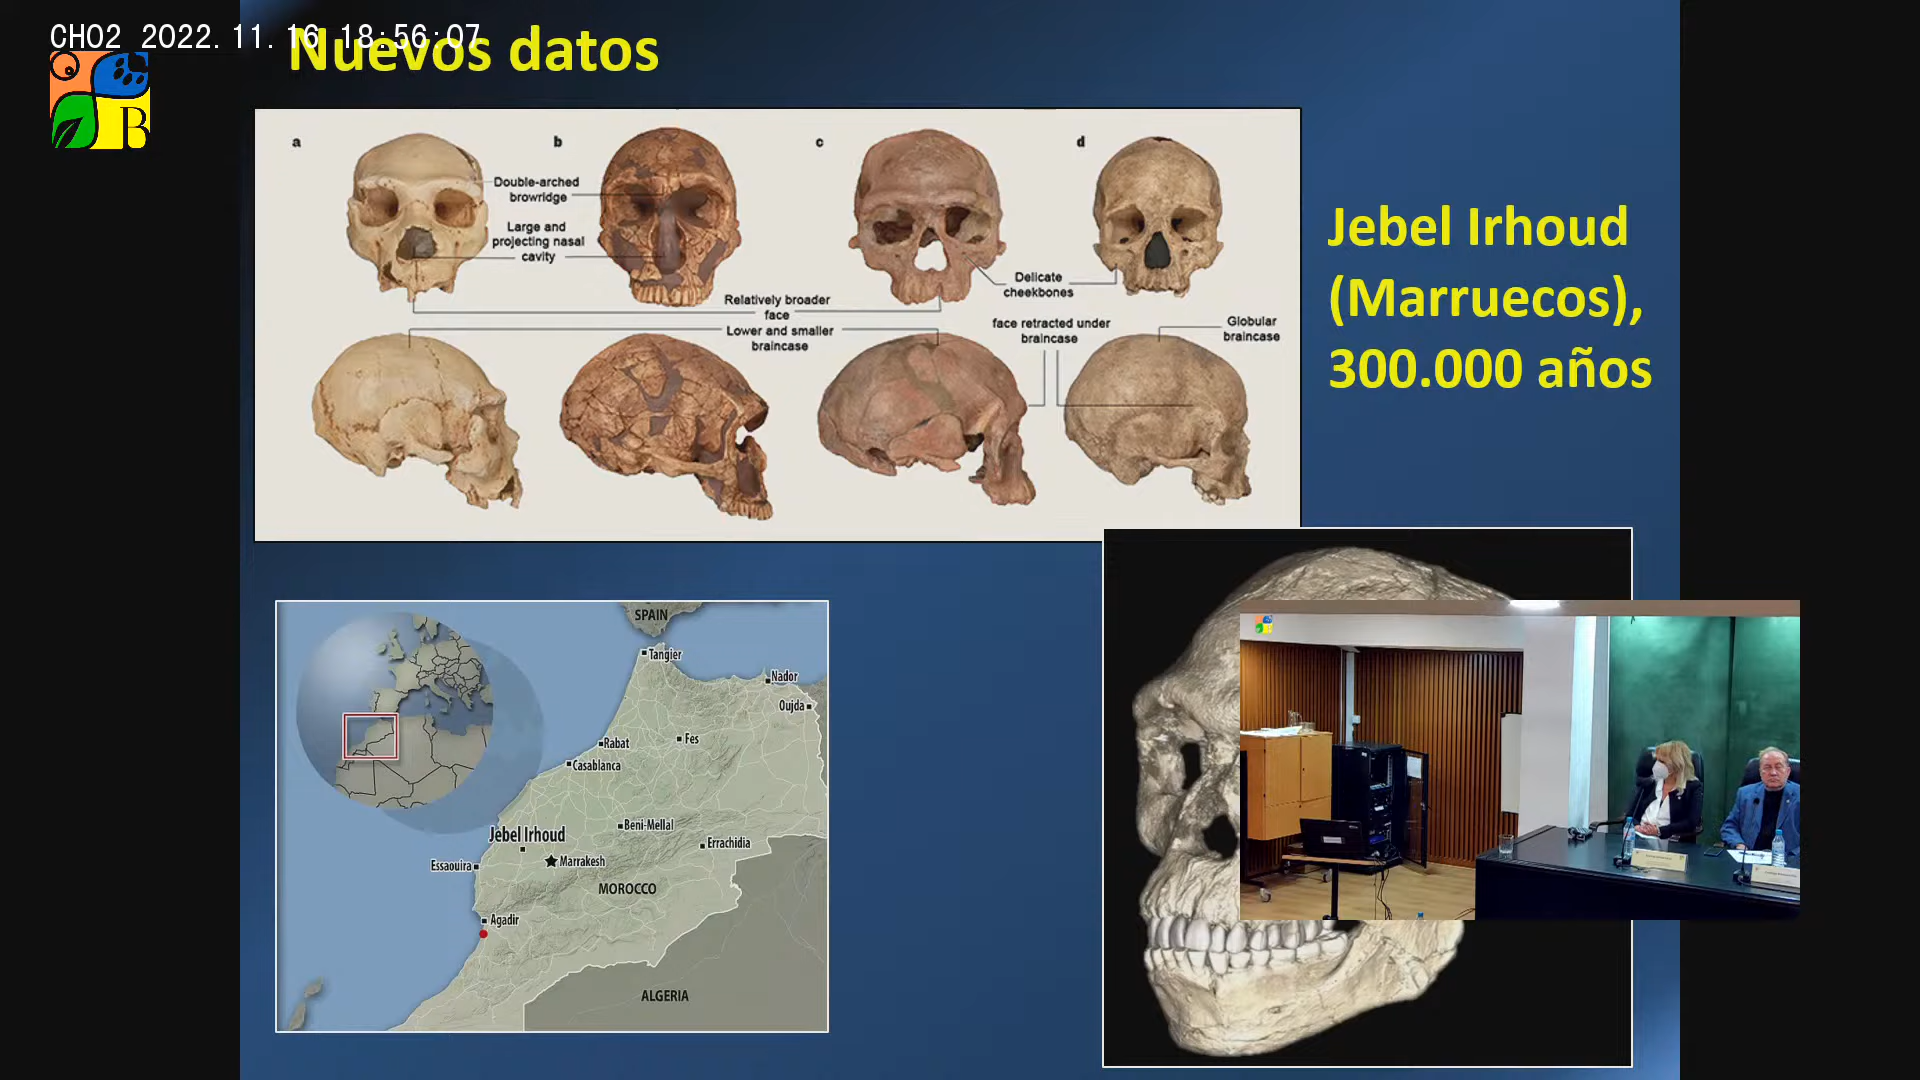 CH02 2022.11.16 18:56:07
Nuevos datos
B
a
b
c
d
Double-arched
browridge
Large and
projecting nasal
cavity
Delicate
cheekbones
Relatively broader
face
Lower and smaller
braincase
face retracted under
braincase
Globular
braincase
Jebel Irhoud
(Marruecos),
300.000 años
SPAIN
Tangier
Nador
Oujda
Fes
Rabat
Casablanca
Jebel Irhoud
Beni-Mellal
Errachidia
Essaouira
Marrakesh
MOROCCO
Agadir
ALGERIA